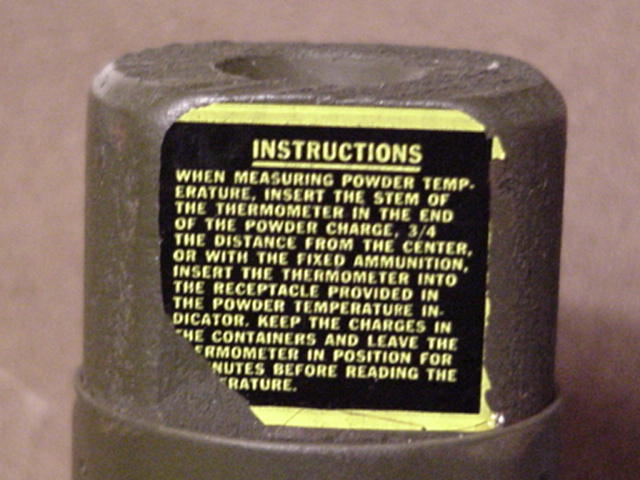 INSTRUCTIONS
WHEN MEASURING POWDER TEMP-
ERATURE, INSERT THE STEM OF
THE THERMOMETER IN THE END
OF THE POWDER CHARGE, 3/4
THE DISTANCE FROM THE CENTER,
OR WITH THE FIXED AMMUNITION,
INSERT THE THERMOMETER INTO
THE RECEPTACLE PROVIDED IN
THE POWDER TEMPERATURE IN-
DICATOR. KEEP THE CHARGES IN
THE CONTAINERS AND LEAVE THE
ERMOMETER IN POSITION FOR
NUTES BEFORE READING THE
ERATURE.